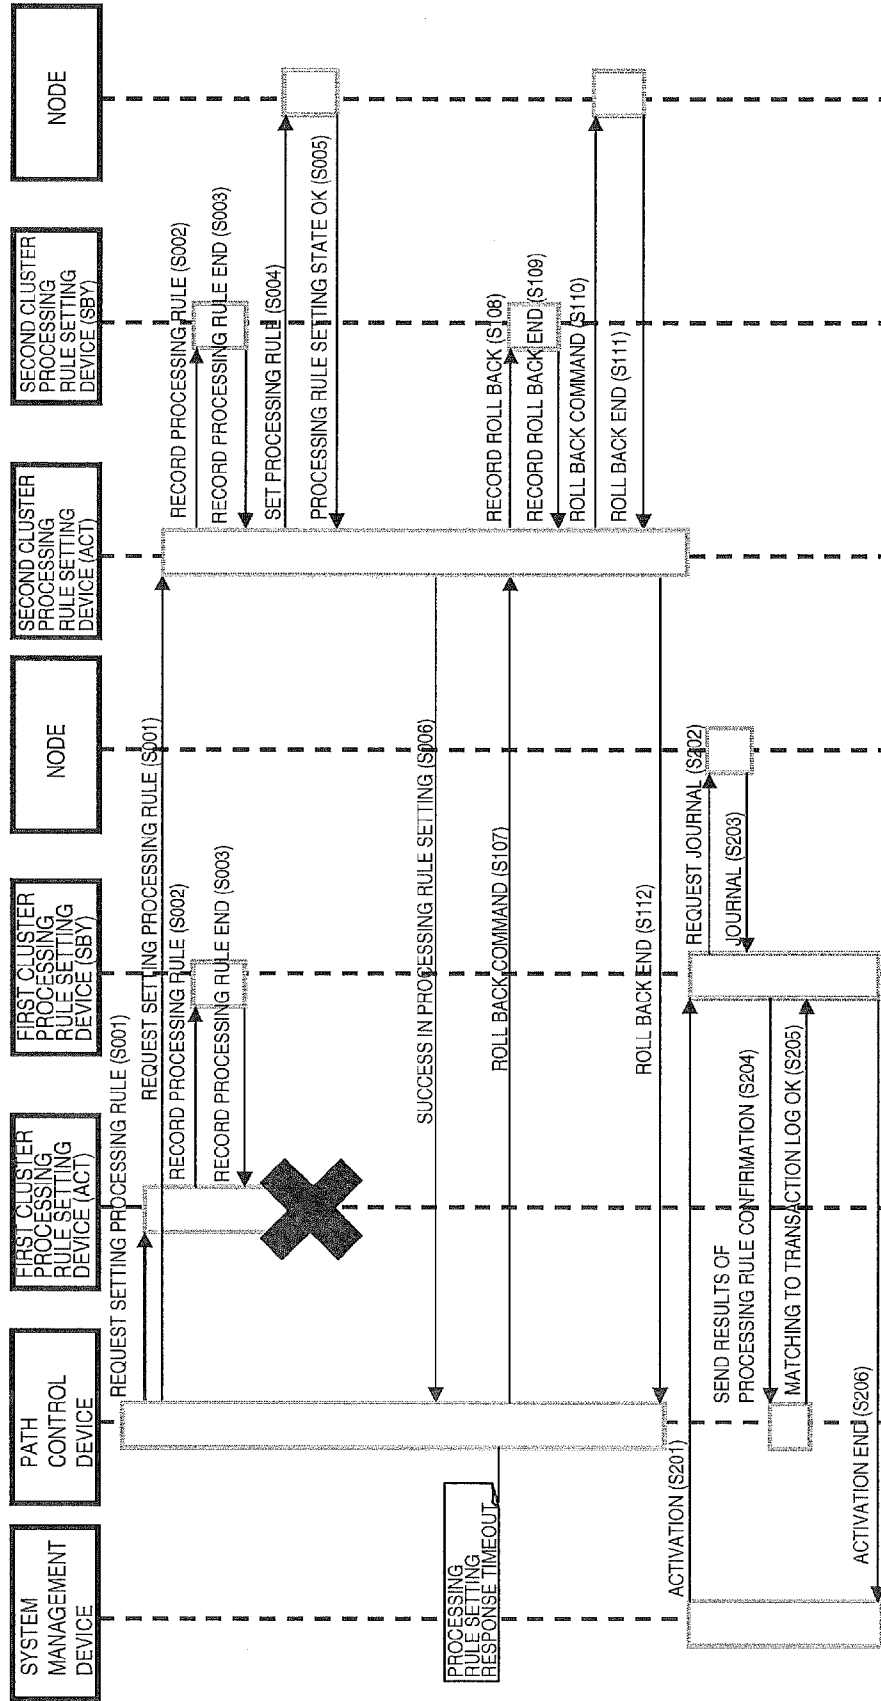 SYSTEM
MANAGEMENT
DEVICE
PATH
CONTROL
DEVICE
FIRST CLUSTER
PROCESSING
RULE SETTING
DEVICE (ACT)
FIRST CLUSTER
PROCESSING
RULE SETTING
DEVICE (SBY)
NODE
SECOND CLUSTER
PROCESSING
RULE SETTING
DEVICE (ACT)
SECOND CLUSTER
PROCESSING
RULE SETTING
DEVICE (SBY)
NODE
REQUEST SETTING PROCESSING RULE (S001)
REQUEST SETTING PROCESSING RULE (S001)
RECORD PROCESSING RULE (S002)
RECORD PROCESSING RULE END (S003)
RECORD PROCESSING RULE (S002)
RECORD PROCESSING RULE END (S003)
SET PROCESSING RULE (S004)
PROCESSING RULE SETTING STATE OK (S005)
SUCCESS IN PROCESSING RULE SETTING (S006)
PROCESSING
RULE SETTING
RESPONSE TIMEOUT
ROLL BACK COMMAND (S107)
RECORD ROLL BACK (S108)
RECORD ROLL BACK END (S109)
ROLL BACK COMMAND (S110)
ROLL BACK END (S111)
ROLL BACK END (S112)
ACTIVATION (S201)
REQUEST JOURNAL (S202)
JOURNAL (S203)
SEND RESULTS OF
PROCESSING RULE CONFIRMATION (S204)
MATCHING TO TRANSACTION LOG OK (S205)
ACTIVATION END (S206)